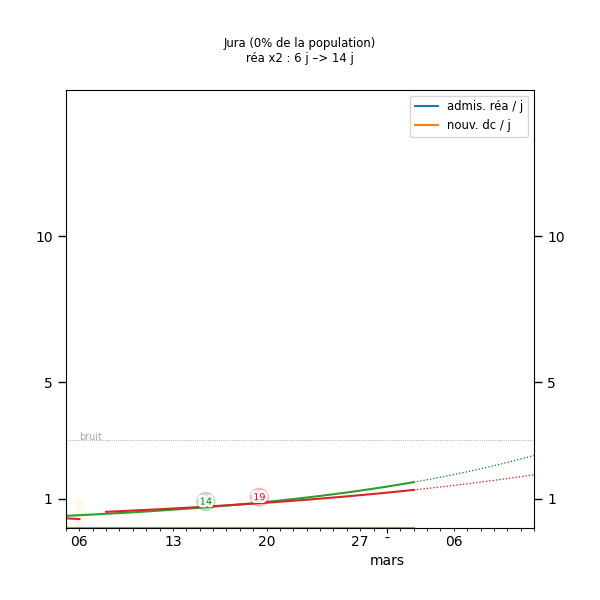 Jura (0% de la population)
réa x2 : 6 j –> 14 j
admis. réa / j
nouv. dc / j
10
10
5
5
bruit
14
19
1
1
06
13
20
27
-
06
mars